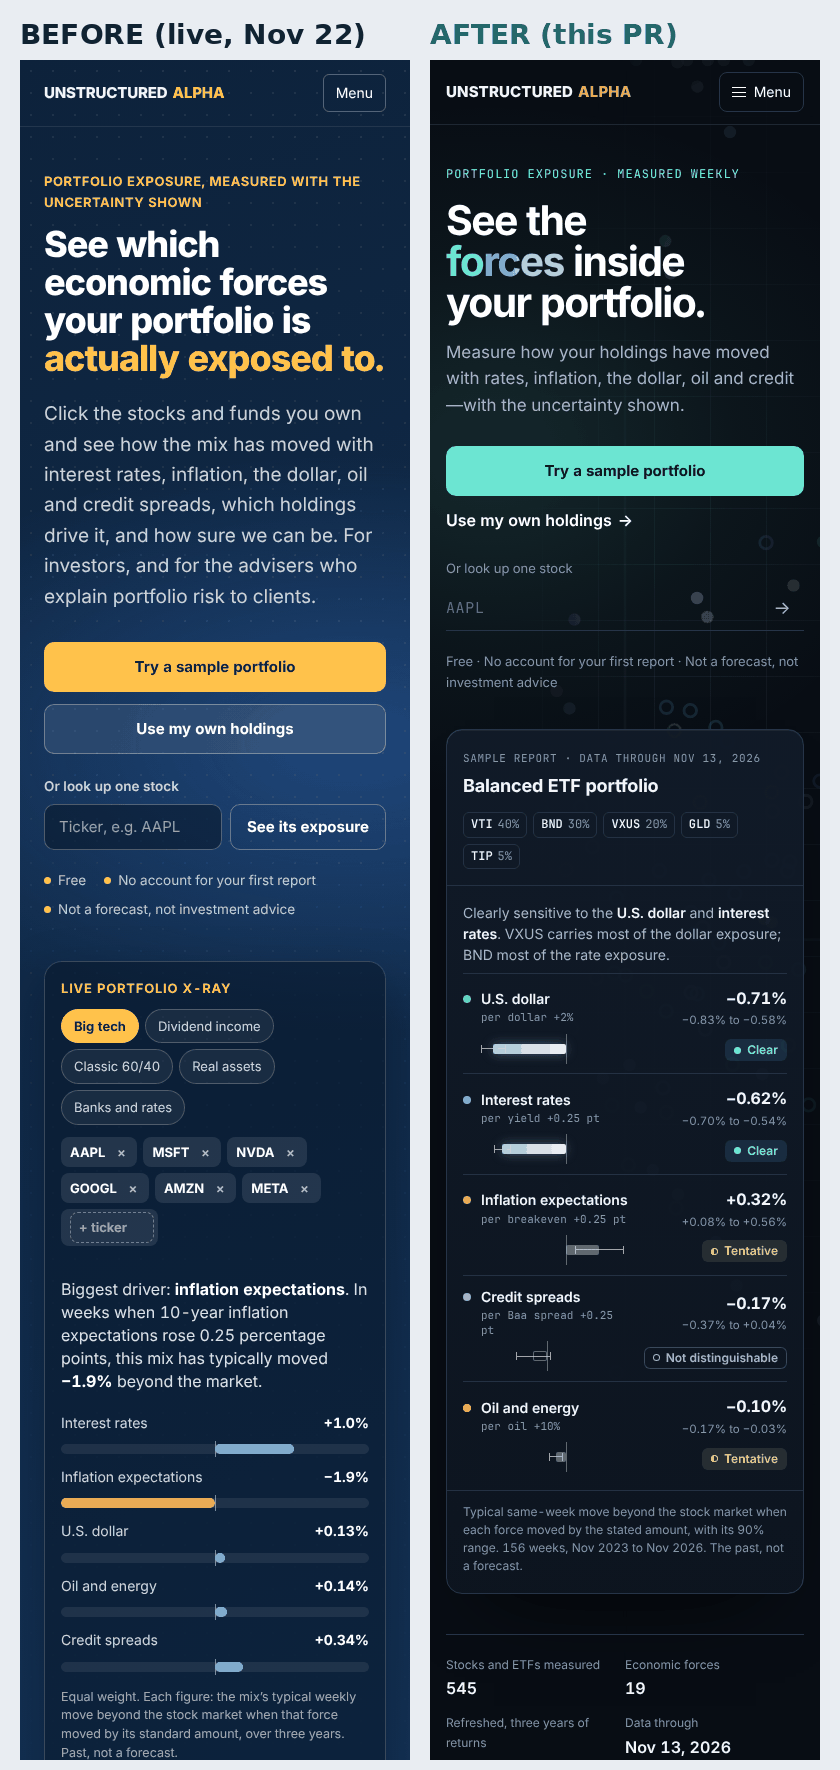 BEFORE (live, Nov 22)
UNSTRUCTURED ALPHA
Menu
PORTFOLIO EXPOSURE, MEASURED WITH THE
UNCERTAINTY SHOWN
See which
economic forces
your portfolio is
actually exposed to.
Click the stocks and funds you own
and see how the mix has moved with
interest rates, inflation, the dollar, oil
and credit spreads, which holdings
drive it, and how sure we can be. For
investors, and for the advisers who
explain portfolio risk to clients.
Try a sample portfolio
Use my own holdings
Or look up one stock
Ticker, e.g. AAPL
See its exposure
Free
No account for your first report
Not a forecast, not investment advice
LIVE PORTFOLIO X-RAY
Big tech
Dividend income
Classic 60/40
Real assets
Banks and rates
AAPL ×
MSFT ×
NVDA ×
GOOGL ×
AMZN ×
META ×
+ ticker
Biggest driver: inflation expectations. In
weeks when 10-year inflation
expectations rose 0.25 percentage
points, this mix has typically moved
−1.9% beyond the market.
Interest rates +1.0%
Inflation expectations −1.9%
U.S. dollar +0.13%
Oil and energy +0.14%
Credit spreads +0.34%
Equal weight. Each figure: the mix's typical weekly
move beyond the stock market when that force
moved by its standard amount, over three years.
Past, not a forecast.
AFTER (this PR)
UNSTRUCTURED ALPHA
Menu
PORTFOLIO EXPOSURE · MEASURED WEEKLY
See the
forces inside
your portfolio.
Measure how your holdings have moved
with rates, inflation, the dollar, oil and credit
—with the uncertainty shown.
Try a sample portfolio
Use my own holdings →
Or look up one stock
AAPL →
Free · No account for your first report · Not a forecast, not
investment advice
SAMPLE REPORT · DATA THROUGH NOV 13, 2026
Balanced ETF portfolio
VTI 40%
BND 30%
VXUS 20%
GLD 5%
TIP 5%
Clearly sensitive to the U.S. dollar and interest
rates. VXUS carries most of the dollar exposure;
BND most of the rate exposure.
U.S. dollar −0.71%
per dollar +2% −0.83% to −0.58%
Clear
Interest rates −0.62%
per yield +0.25 pt −0.70% to −0.54%
Clear
Inflation expectations +0.32%
per breakeven +0.25 pt +0.08% to +0.56%
Tentative
Credit spreads −0.17%
per Baa spread +0.25
pt
−0.37% to +0.04%
Not distinguishable
Oil and energy −0.10%
per oil +10% −0.17% to −0.03%
Tentative
Typical same-week move beyond the stock market when
each force moved by the stated amount, with its 90%
range. 156 weeks, Nov 2023 to Nov 2026. The past, not
a forecast.
Stocks and ETFs measured
545
Economic forces
19
Refreshed, three years of
returns
Data through
Nov 13, 2026